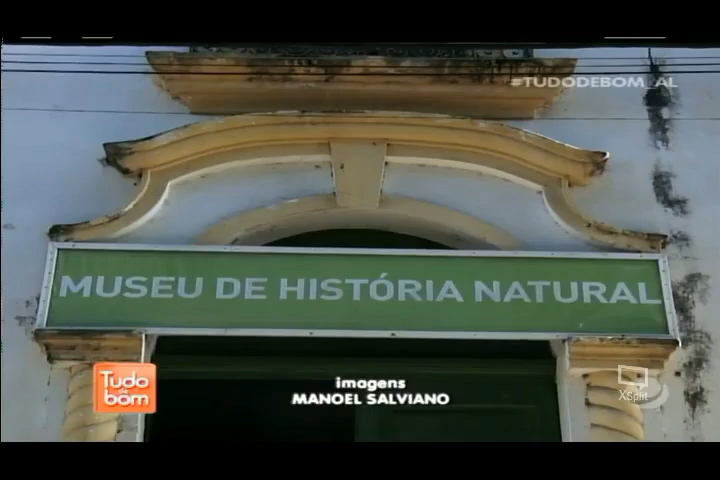 #TUDODEBOM_AL
MUSEU DE HISTÓRIA NATURAL
Tudo
de
bom
imagens
MANOEL SALVIANO
XSplit